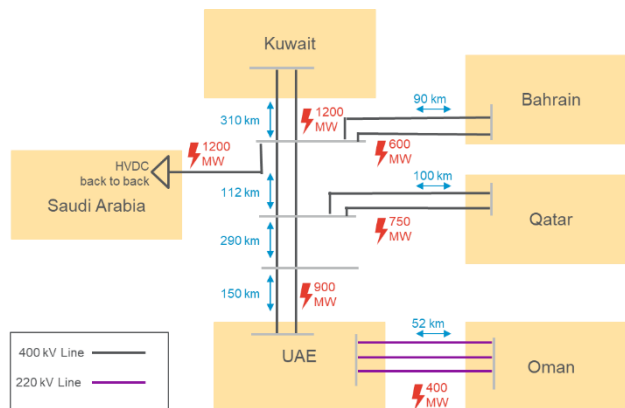 Kuwait
90 km
Bahrain
310 km
1200
MW
1200
MW
600
MW
HVDC
back to back
Saudi Arabia
100 km
112 km
750
MW
Qatar
290 km
150 km
900
MW
52 km
UAE
Oman
400
MW
400 kV Line
220 kV Line